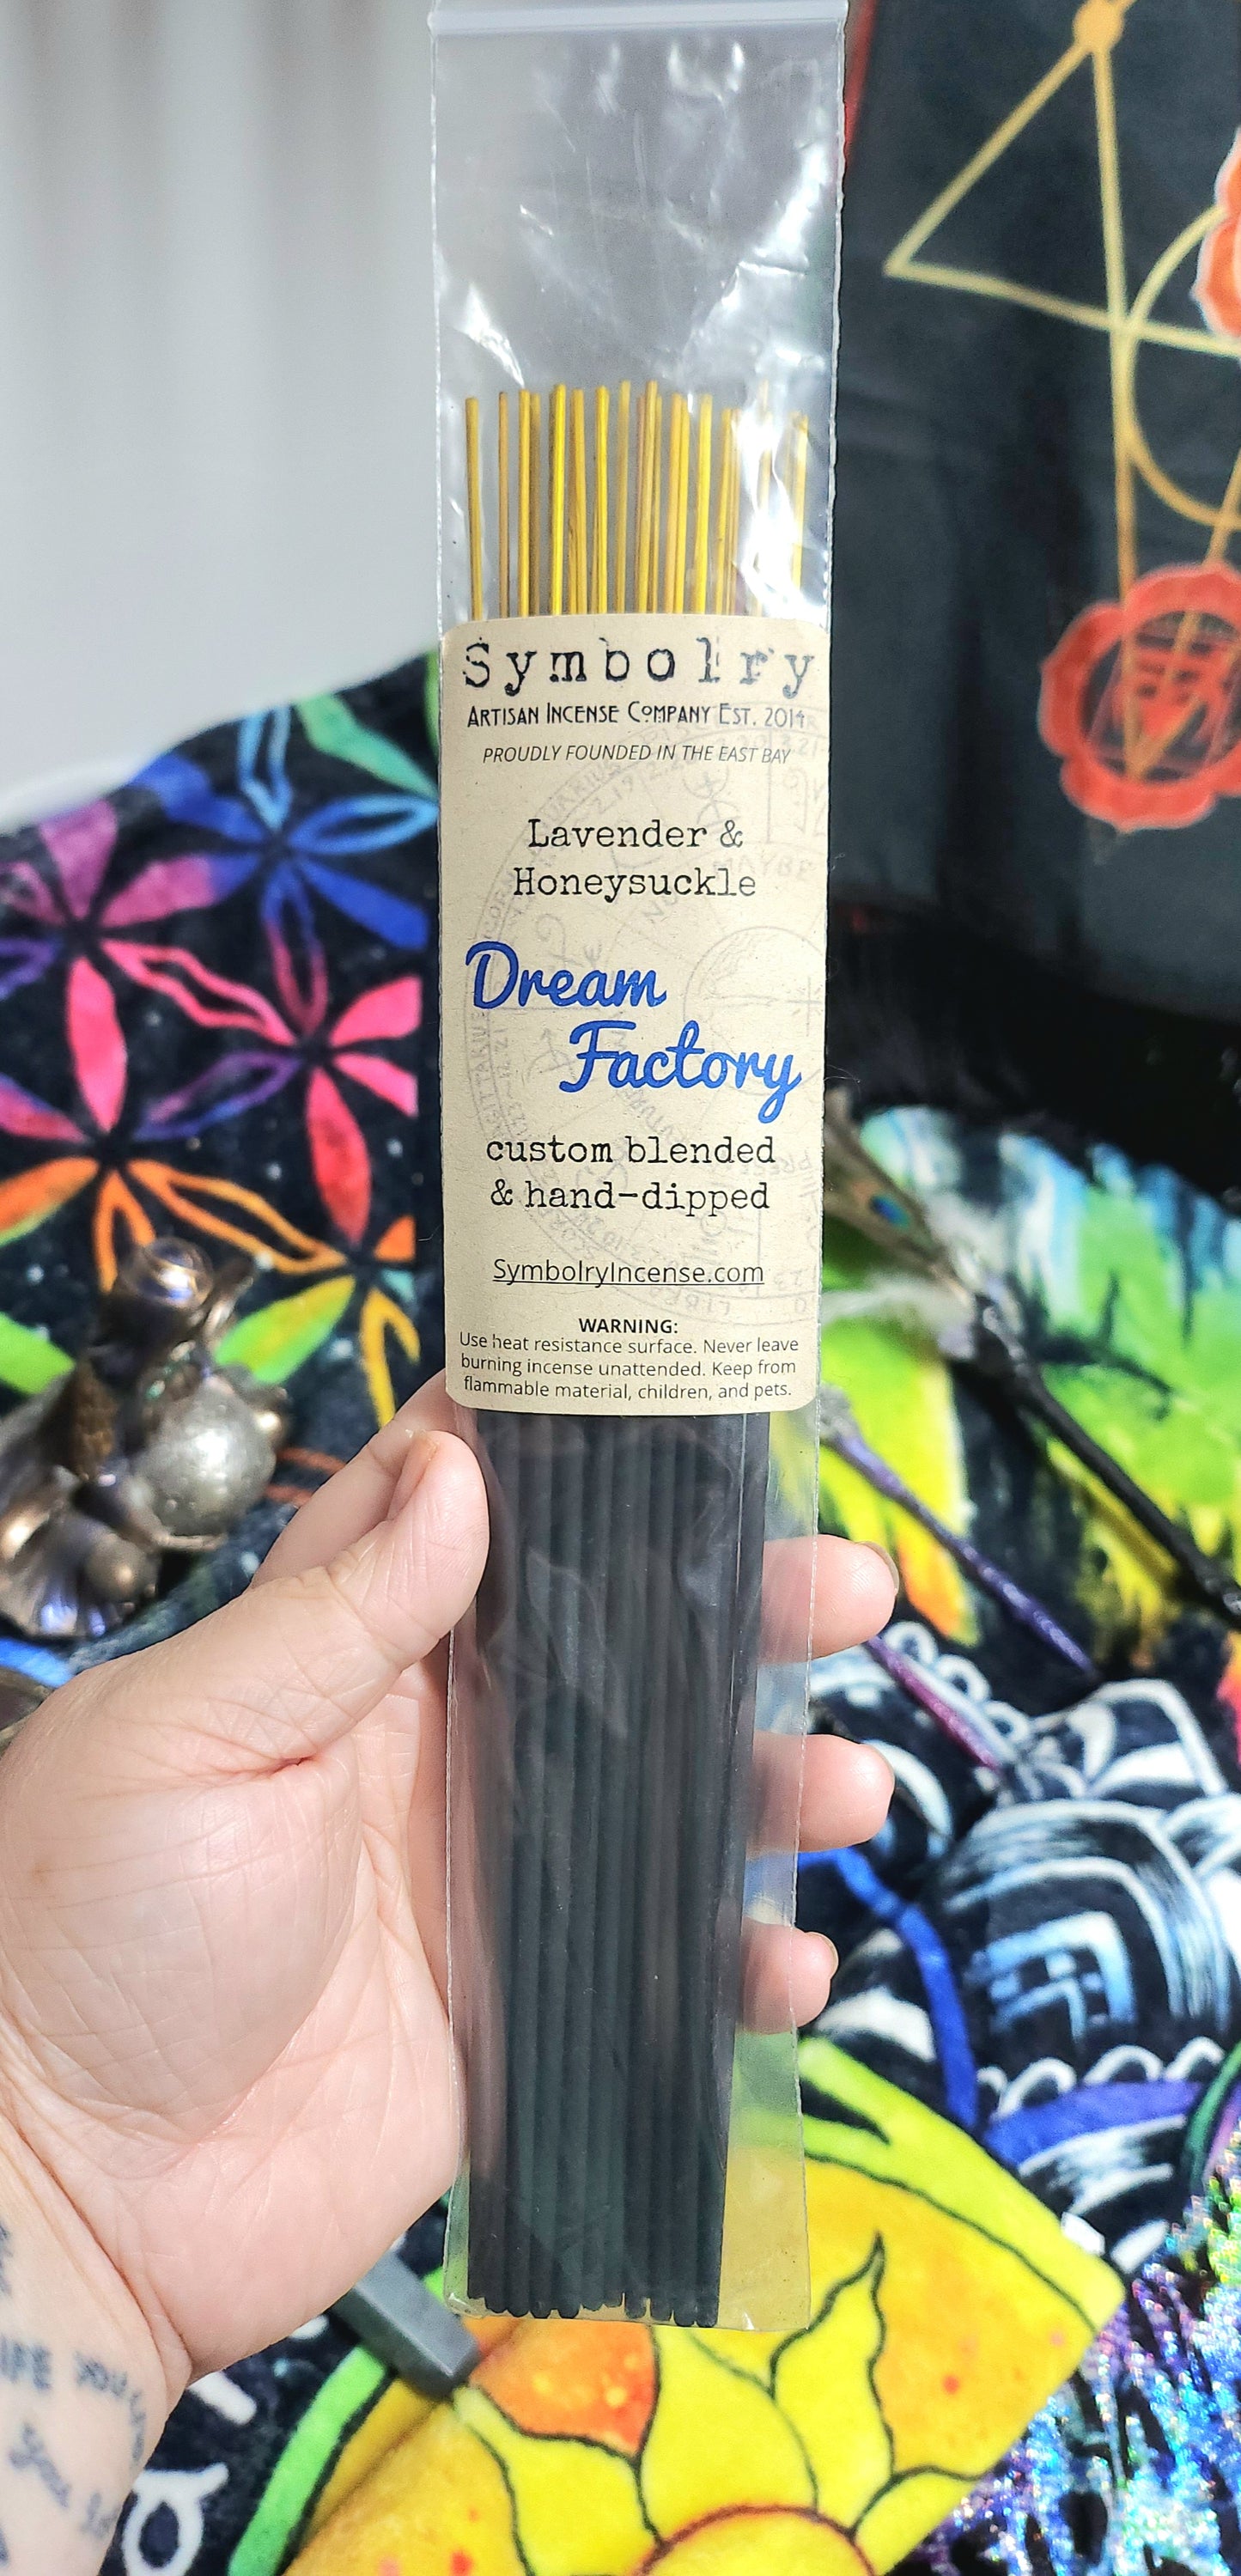 Symbolry
ARTISAN INCENSE COMPANY EST. 2014
PROUDLY FOUNDED IN THE EAST BAY
Lavender &
Honeysuckle
Dream
Factory
custom blended
& hand-dipped
SymbolryIncense.com
WARNING:
Use heat resistance surface. Never leave
burning incense unattended. Keep from
flammable material, children, and pets.
MAYBE
LIBRA